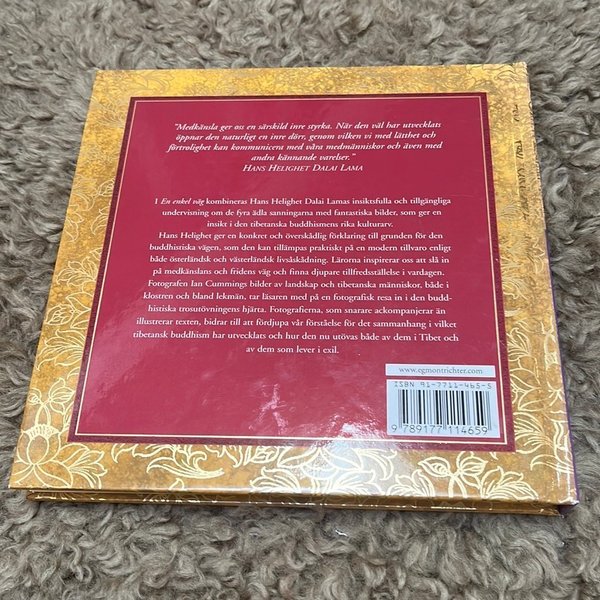 "Medkänsla ger oss en särskild inre styrka. När den väl har utvecklats
öppnar den naturligt en inre dörr, genom vilken vi med lätthet och
förtrolighet kan kommunicera med våra medmänniskor och även med
andra kännande varelser."
HANS HELIGHET DALAI LAMA
I En enkel väg kombineras Hans Helighet Dalai Lamas insiktsfulla och tillgängliga
undervisning om de fyra ädla sanningarna med fantastiska bilder, som ger en
insikt i den tibetanska buddhismens rika kulturarv.
Hans Helighet ger en konkret och överskådlig förklaring till grunden för den
buddhistiska vägen, som den kan tillämpas praktiskt på en modern tillvaro enligt
både österländsk och västerländsk livsåskådning. Lärorna inspirerar oss att slå in
på medkänslans och fridens väg och finna djupare tillfredsställelse i vardagen.
Fotografen Ian Cummings bilder av landskap och tibetanska människor, både i
klostren och bland lekmän, tar läsaren med på en fotografisk resa in i den budd-
histiska trosutövningens hjärta. Fotografierna, som snarare ackompanjerar än
illustrerar texten, bidrar till att fördjupa vår förståelse för det sammanhang i vilket
tibetansk buddhism har utvecklats och hur den nu utövas både av dem i Tibet och
av dem som lever i exil.
www.egmontrichter.com
ISBN 91-7711-465-5
9 789177 114659